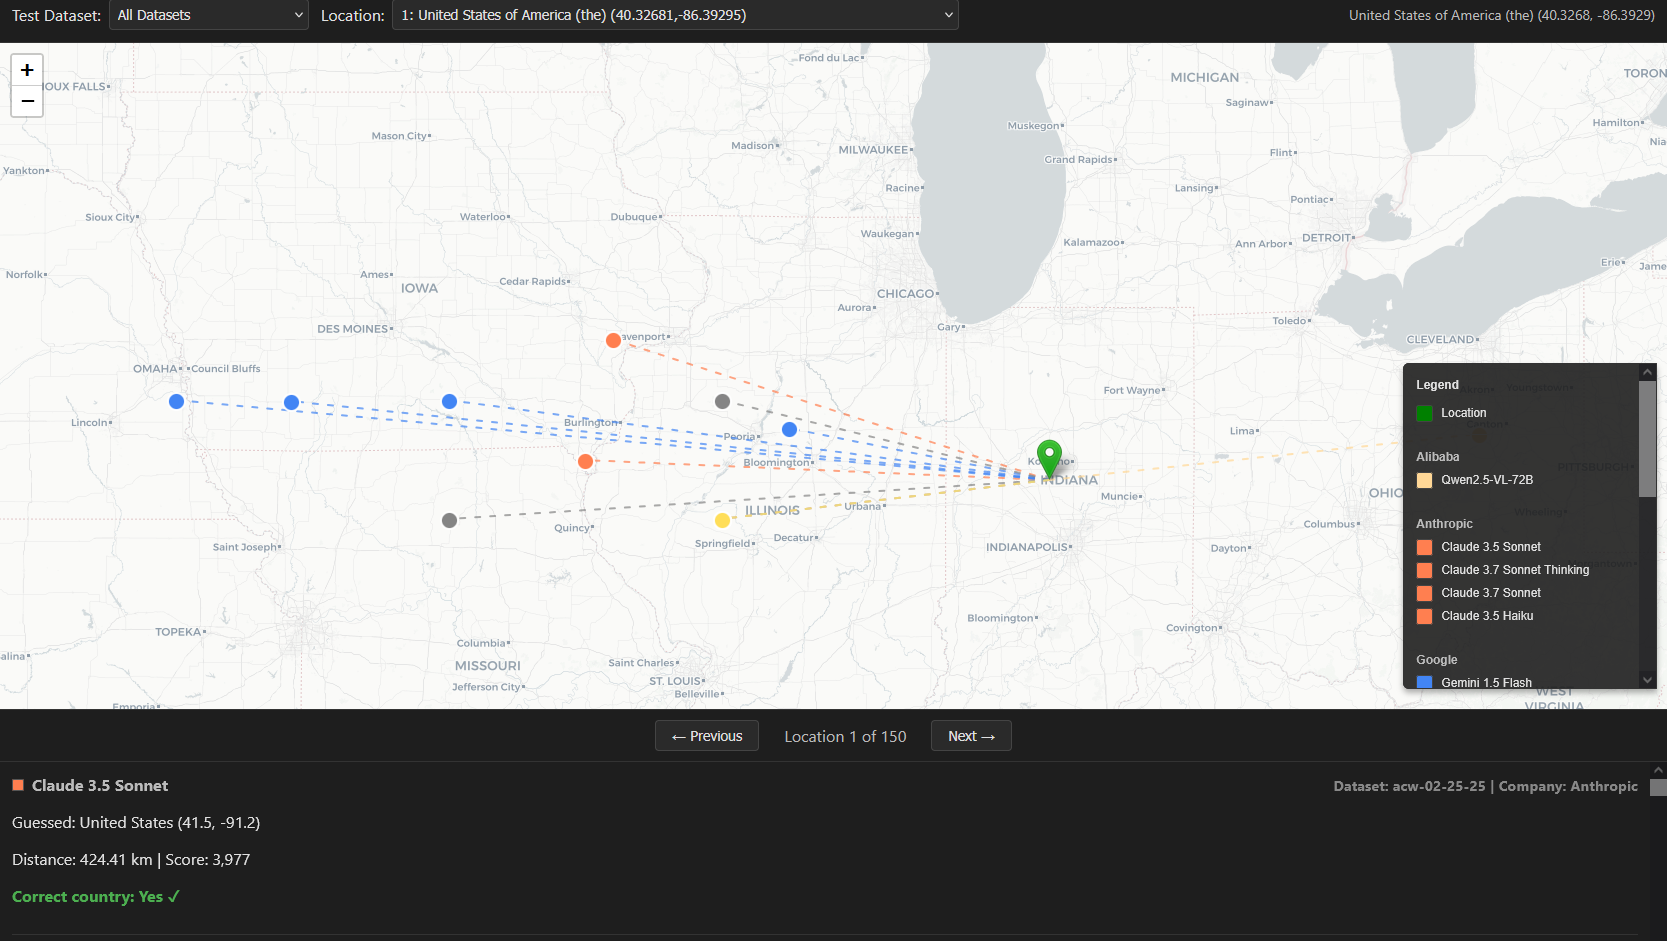 Test Dataset: All Datasets Location: 1: United States of America (the) (40.32681,-86.39295) United States of America (the) (40.3268, -86.3929)
+
−
Fond du Lac
IOUX FALLS
MICHIGAN
TORON
Saginaw
Hamilton
Muskegon
Mason City
Madison
MILWAUKEE
Grand Rapids
Flint
Nia
Yankton
Racine
Lansing
Pontiac
Sioux City
Waterloo
Dubuque
Waukegan
Kalamazoo
Ann Arbor
DETROIT
Erie
Jame
Norfolk
Ames
IOWA
Cedar Rapids
CHICAGO
Aurora
DES MOINES
avenport
Gary
Toledo
CLEVELAND
OMAHA
Council Bluffs
Lincoln
Burlington
Peoria
Fort Wayne
Lima
Bloomington
Ko mo
INDIANA
Muncie
OHIO
ILLINOIS
Urbana
Quincy
Springfield
Decatur
Saint Joseph
INDIANAPOLIS
Dayton
Columbus
TOPEKA
Columbia
Bloomington
Covington
alina
MISSOURI
Saint Charles
ST. LOUIS
Jefferson City
Belleville
Emporia
WEST
VIRGINIA
Legend
Akron
Youngstown
Location
Canton
Alibaba
PITTSBURGH
Qwen2.5-VL-72B
Wheeling
Anthropic
Claude 3.5 Sonnet
gantown
Claude 3.7 Sonnet Thinking
Claude 3.7 Sonnet
Claude 3.5 Haiku
Google
Gemini 1.5 Flash
← Previous Location 1 of 150 Next →
Claude 3.5 Sonnet Dataset: acw-02-25-25 | Company: Anthropic
Guessed: United States (41.5, -91.2)
Distance: 424.41 km | Score: 3,977
Correct country: Yes ✓